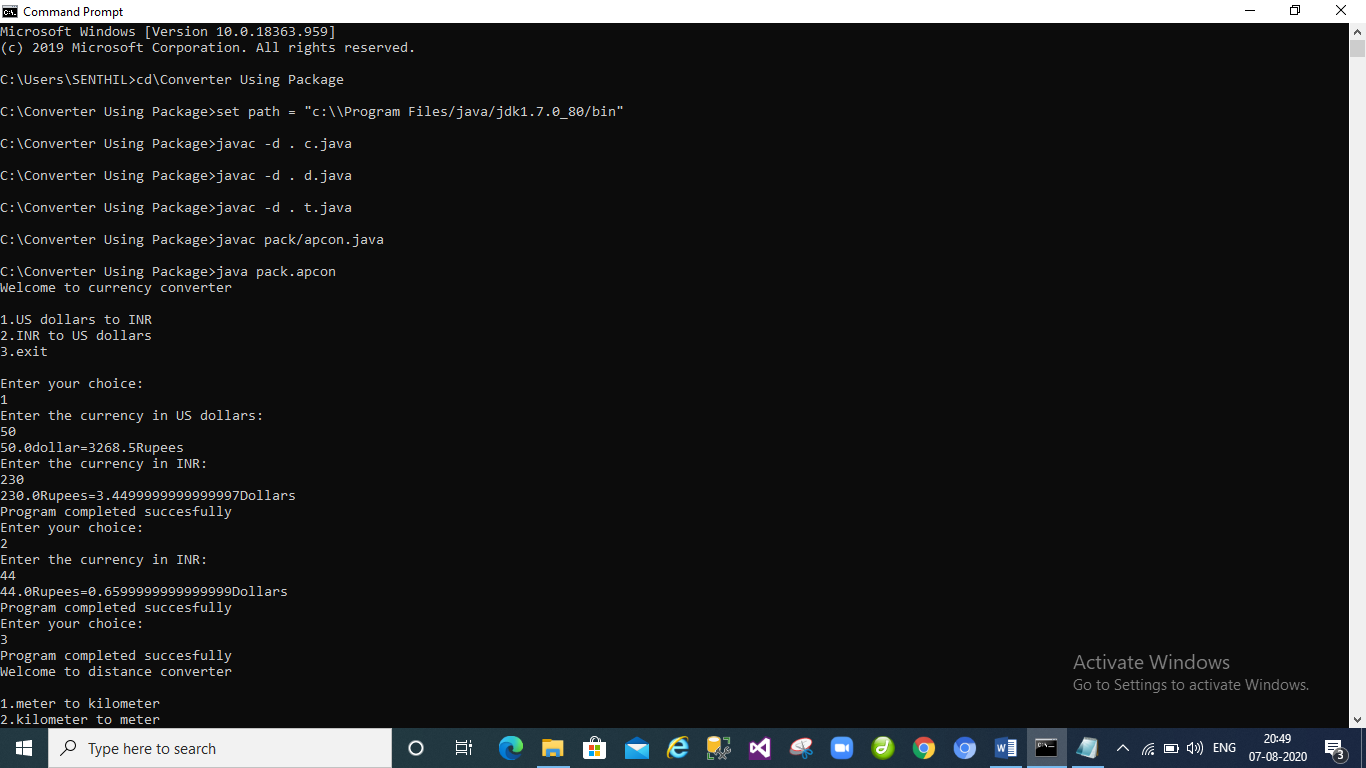 Command Prompt
Microsoft Windows [Version 10.0.18363.959]
(c) 2019 Microsoft Corporation. All rights reserved.
C:\Users\SENTHIL>cd\Converter Using Package
C:\Converter Using Package>set path = "c:\\Program Files/java/jdk1.7.0_80/bin"
C:\Converter Using Package>javac -d . c.java
C:\Converter Using Package>javac -d . d.java
C:\Converter Using Package>javac -d . t.java
C:\Converter Using Package>javac pack/apcon.java
C:\Converter Using Package>java pack.apcon
Welcome to currency converter
1.US dollars to INR
2.INR to US dollars
3.exit
Enter your choice:
1
Enter the currency in US dollars:
50
50.0dollar=3268.5Rupees
Enter the currency in INR:
230
230.0Rupees=3.4499999999999997Dollars
Program completed succesfully
Enter your choice:
2
Enter the currency in INR:
44
44.0Rupees=0.6599999999999999Dollars
Program completed succesfully
Enter your choice:
3
Program completed succesfully
Welcome to distance converter
1.meter to kilometer
2.kilometer to meter
Activate Windows
Go to Settings to activate Windows.
Type here to search
ENG
20:49
07-08-2020
3